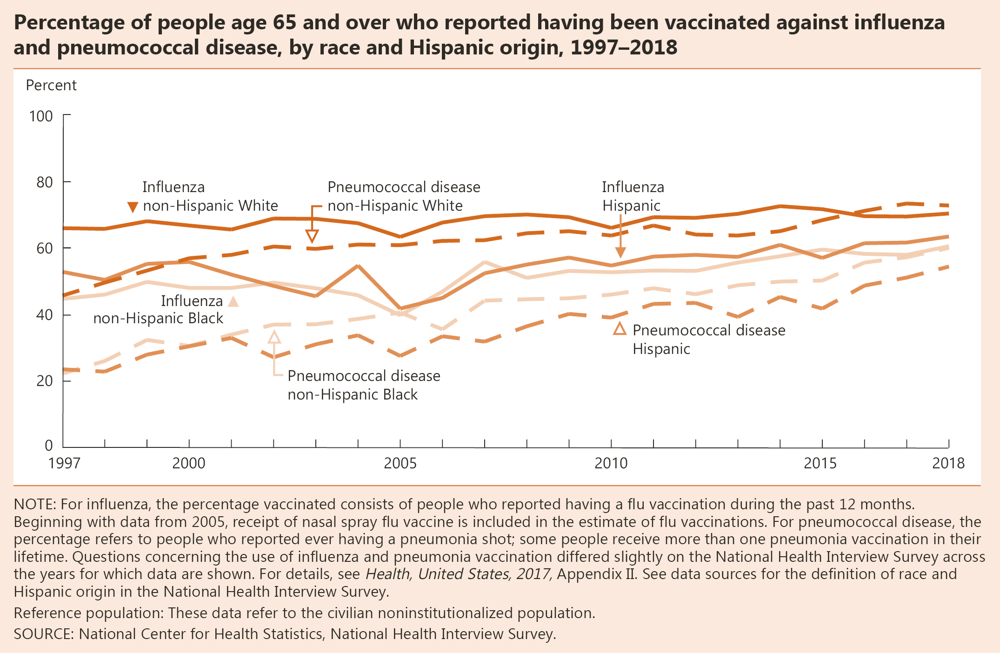 Percentage of people age 65 and over who reported having been vaccinated against influenza
and pneumococcal disease, by race and Hispanic origin, 1997–2018
Percent
100
80
60
40
20
0
Influenza
non-Hispanic White
Pneumococcal disease
non-Hispanic White
Influenza
Hispanic
Influenza
non-Hispanic Black
Pneumococcal disease
Hispanic
Pneumococcal disease
non-Hispanic Black
1997
2000
2005
2010
2015
2018
NOTE: For influenza, the percentage vaccinated consists of people who reported having a flu vaccination during the past 12 months.
Beginning with data from 2005, receipt of nasal spray flu vaccine is included in the estimate of flu vaccinations. For pneumococcal disease, the
percentage refers to people who reported ever having a pneumonia shot; some people receive more than one pneumonia vaccination in their
lifetime. Questions concerning the use of influenza and pneumonia vaccination differed slightly on the National Health Interview Survey across
the years for which data are shown. For details, see Health, United States, 2017, Appendix II. See data sources for the definition of race and
Hispanic origin in the National Health Interview Survey.
Reference population: These data refer to the civilian noninstitutionalized population.
SOURCE: National Center for Health Statistics, National Health Interview Survey.